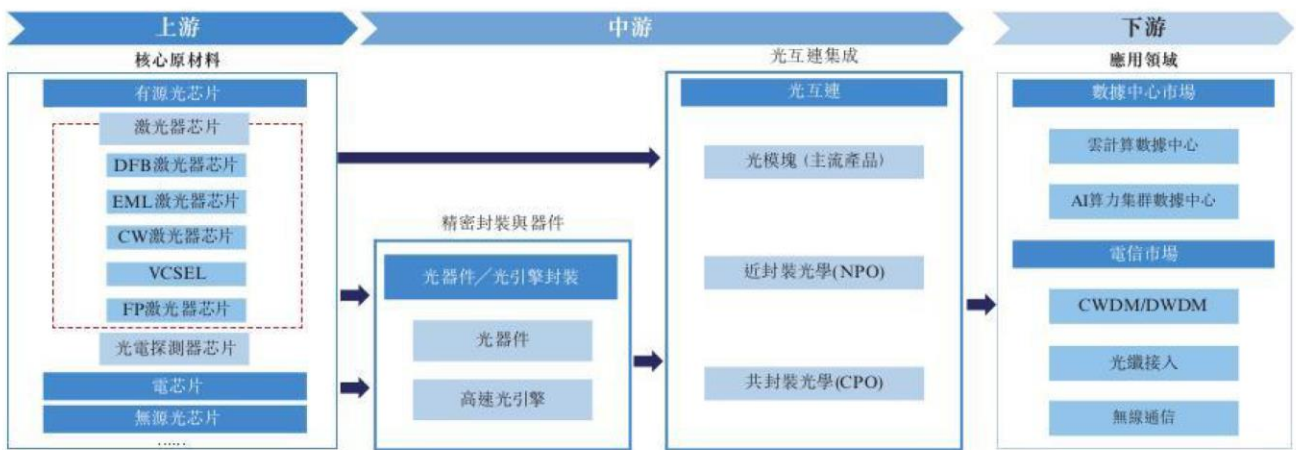 上游
中游
下游
核心原材料
有源光芯片
激光器芯片
DFB激光器芯片
EML激光器芯片
CW激光器芯片
VCSEL
FP激光器芯片
光電探測器芯片
電芯片
無源光芯片
......
精密封裝與器件
光器件／光引擎封裝
光器件
高速光引擎
光互連集成
光互連
光模塊 (主流產品)
近封裝光學(NPO)
共封裝光學(CPO)
應用領域
數據中心市場
雲計算數據中心
AI算力集群數據中心
電信市場
CWDM/DWDM
光纖接入
無線通信